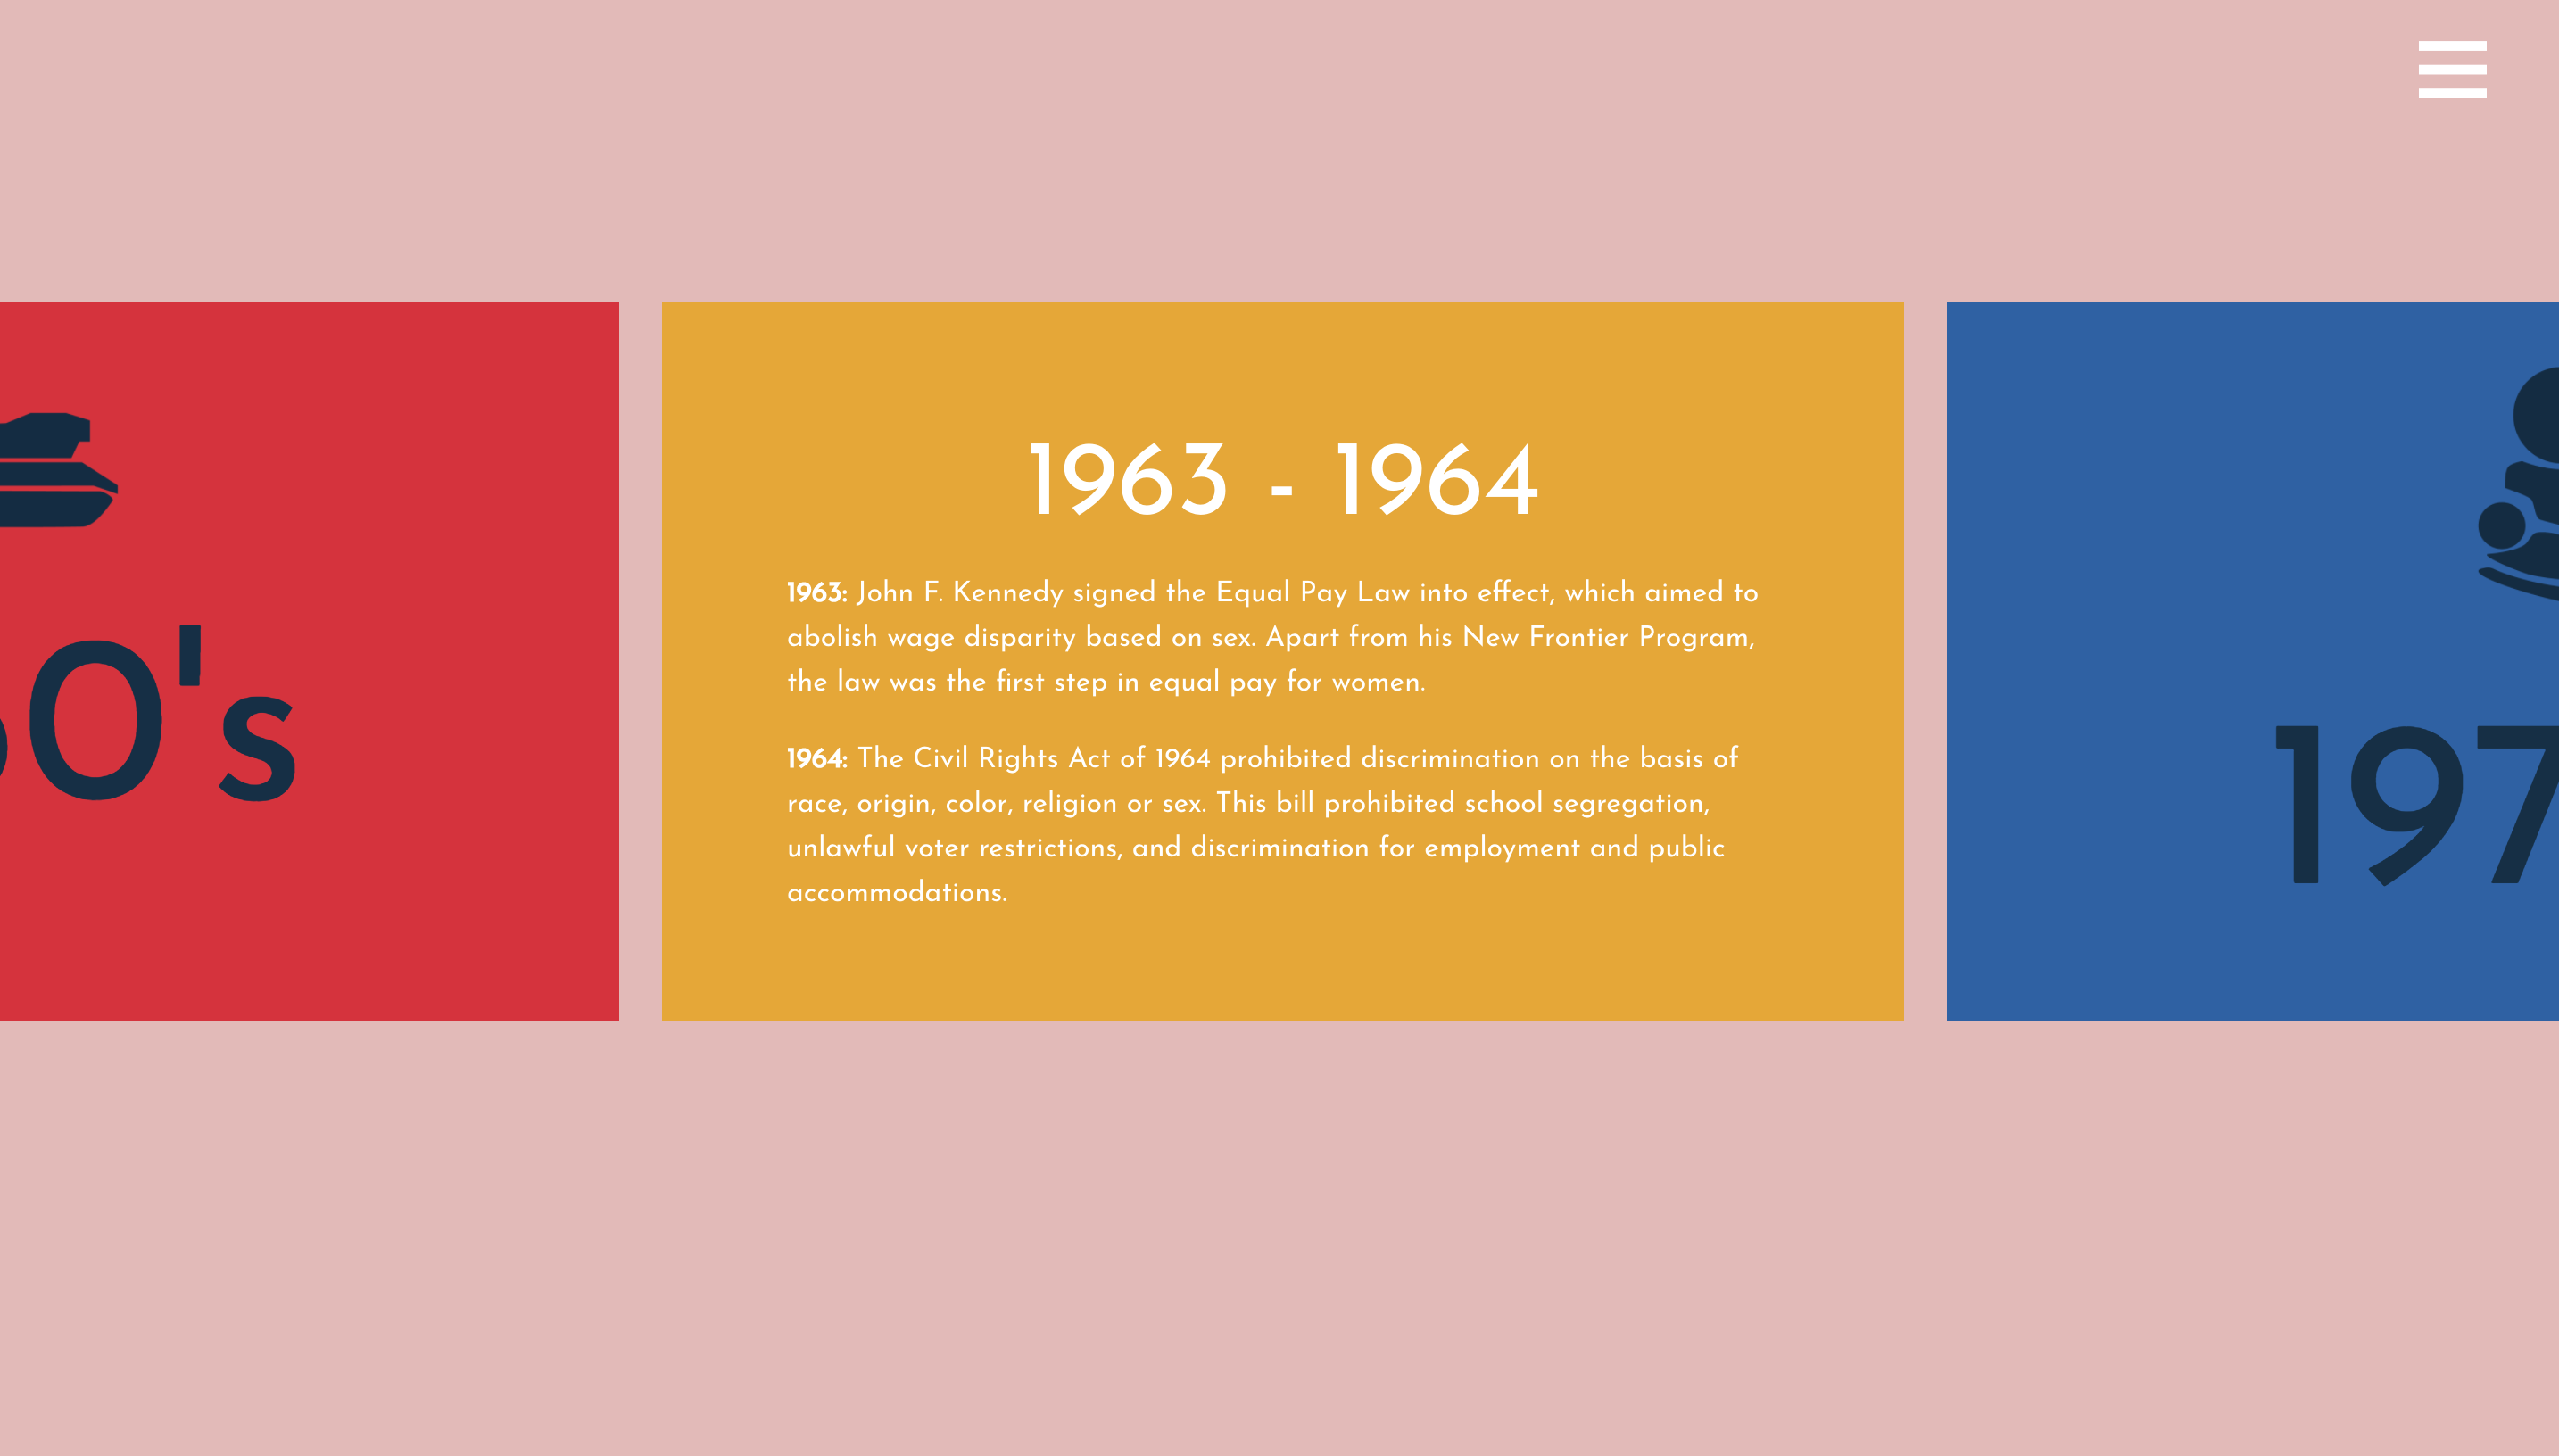 0's
1963 - 1964
1963: John F. Kennedy signed the Equal Pay Law into effect, which aimed to
abolish wage disparity based on sex. Apart from his New Frontier Program,
the law was the first step in equal pay for women.
1964: The Civil Rights Act of 1964 prohibited discrimination on the basis of
race, origin, color, religion or sex. This bill prohibited school segregation,
unlawful voter restrictions, and discrimination for employment and public
accommodations.
197